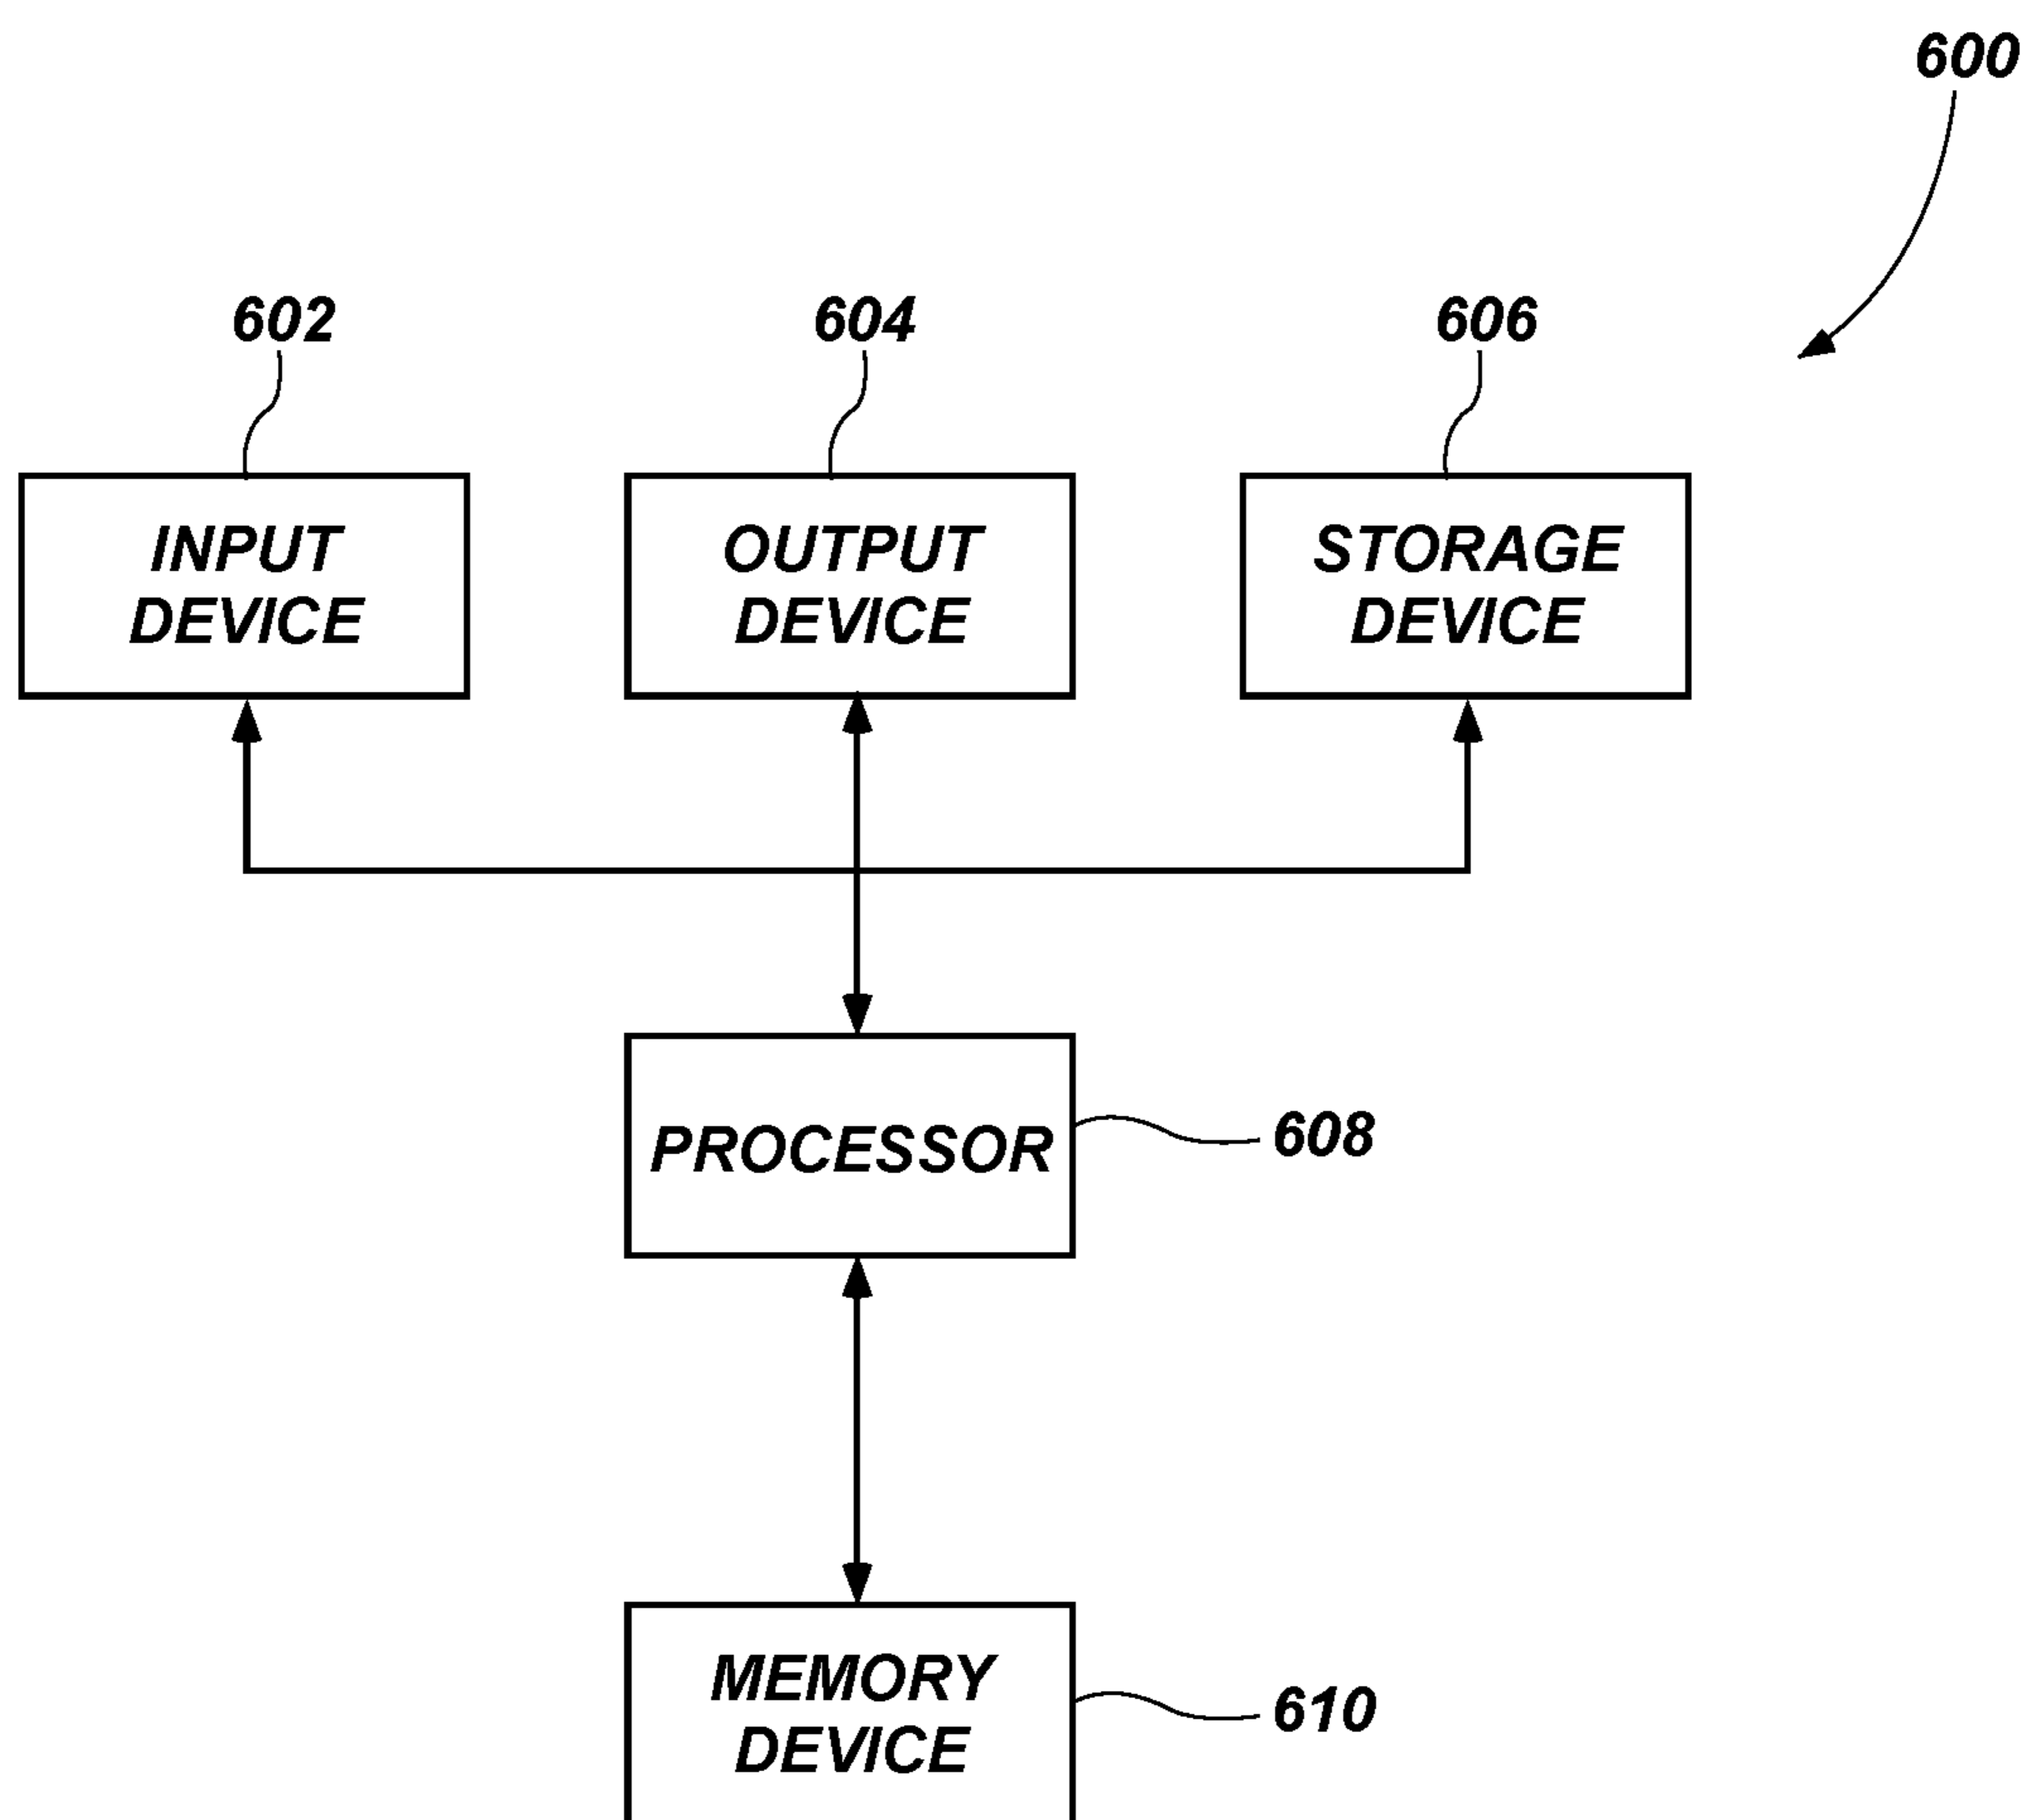 600
602
604
606
INPUT
DEVICE
OUTPUT
DEVICE
STORAGE
DEVICE
PROCESSOR
608
MEMORY
DEVICE
610